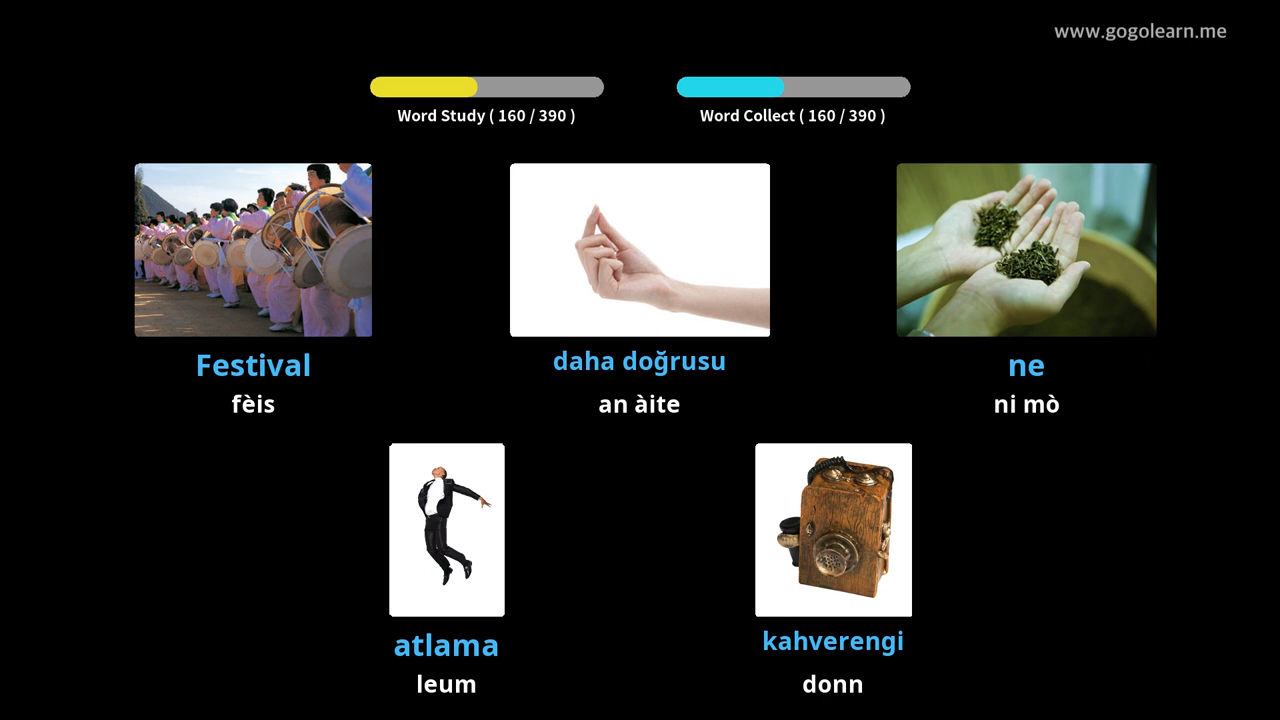 www.gogolearn.me
Word Study ( 160 / 390 )
Word Collect ( 160 / 390 )
Festival
fèis
daha doğrusu
an àite
ne
ni mò
atlama
leum
kahverengi
donn